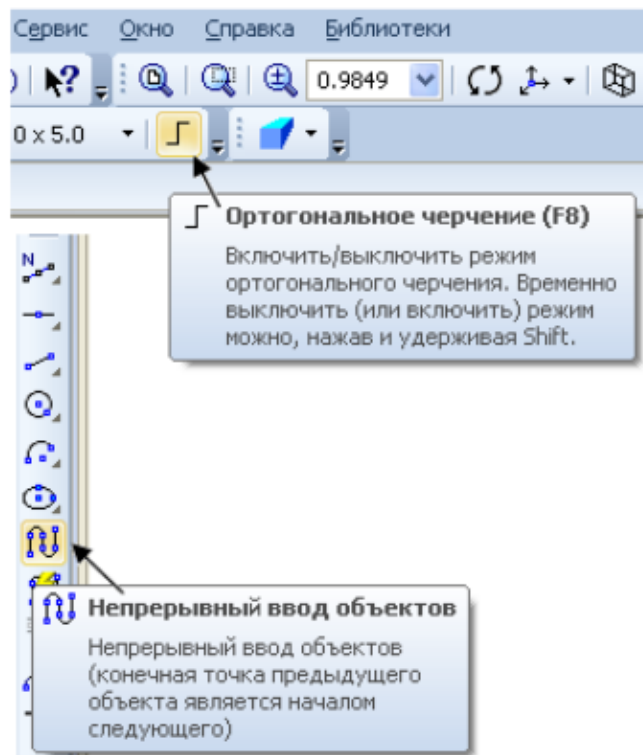 Сервис Окно Справка Библиотеки
0.9849
0 x 5.0
Ортогональное черчение (F8)
Включить/выключить режим
ортогонального черчения. Временно
выключить (или включить) режим
можно, нажав и удерживая Shift.
N
Непрерывный ввод объектов
Непрерывный ввод объектов
(конечная точка предыдущего
объекта является началом
следующего)